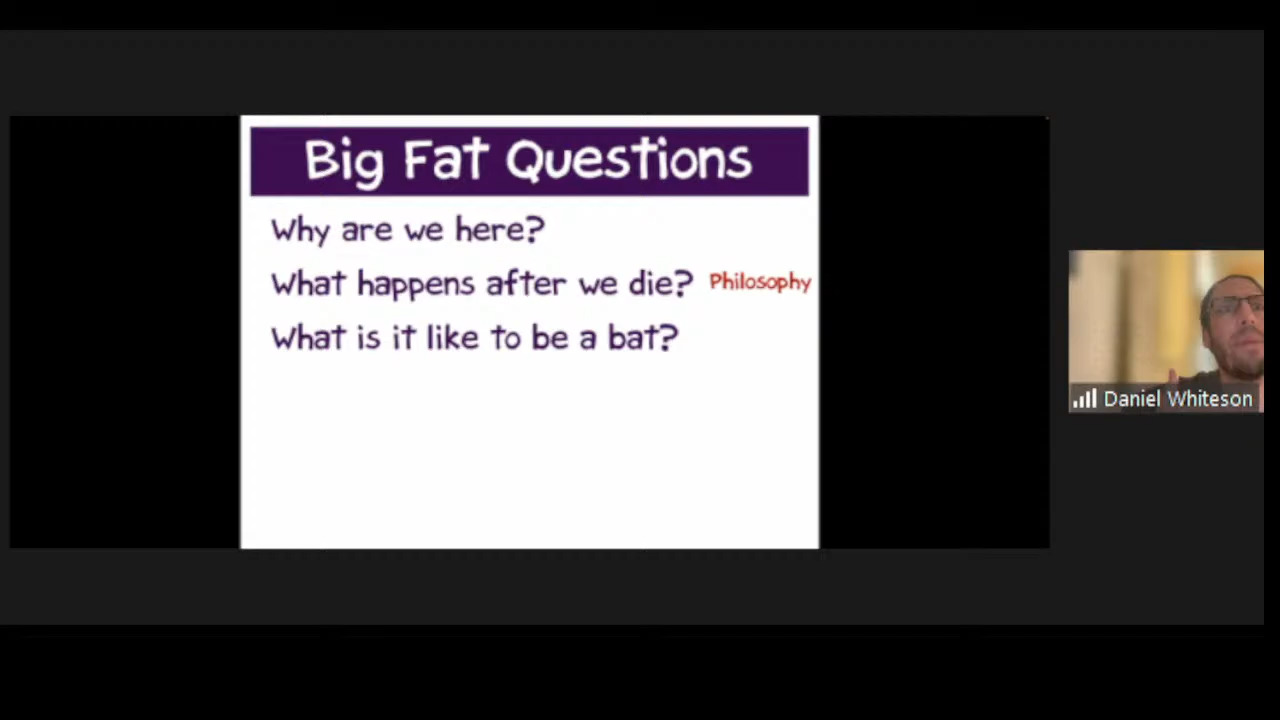 Big Fat Questions
Why are we here?
What happens after we die? Philosophy
What is it like to be a bat?
Daniel Whiteson